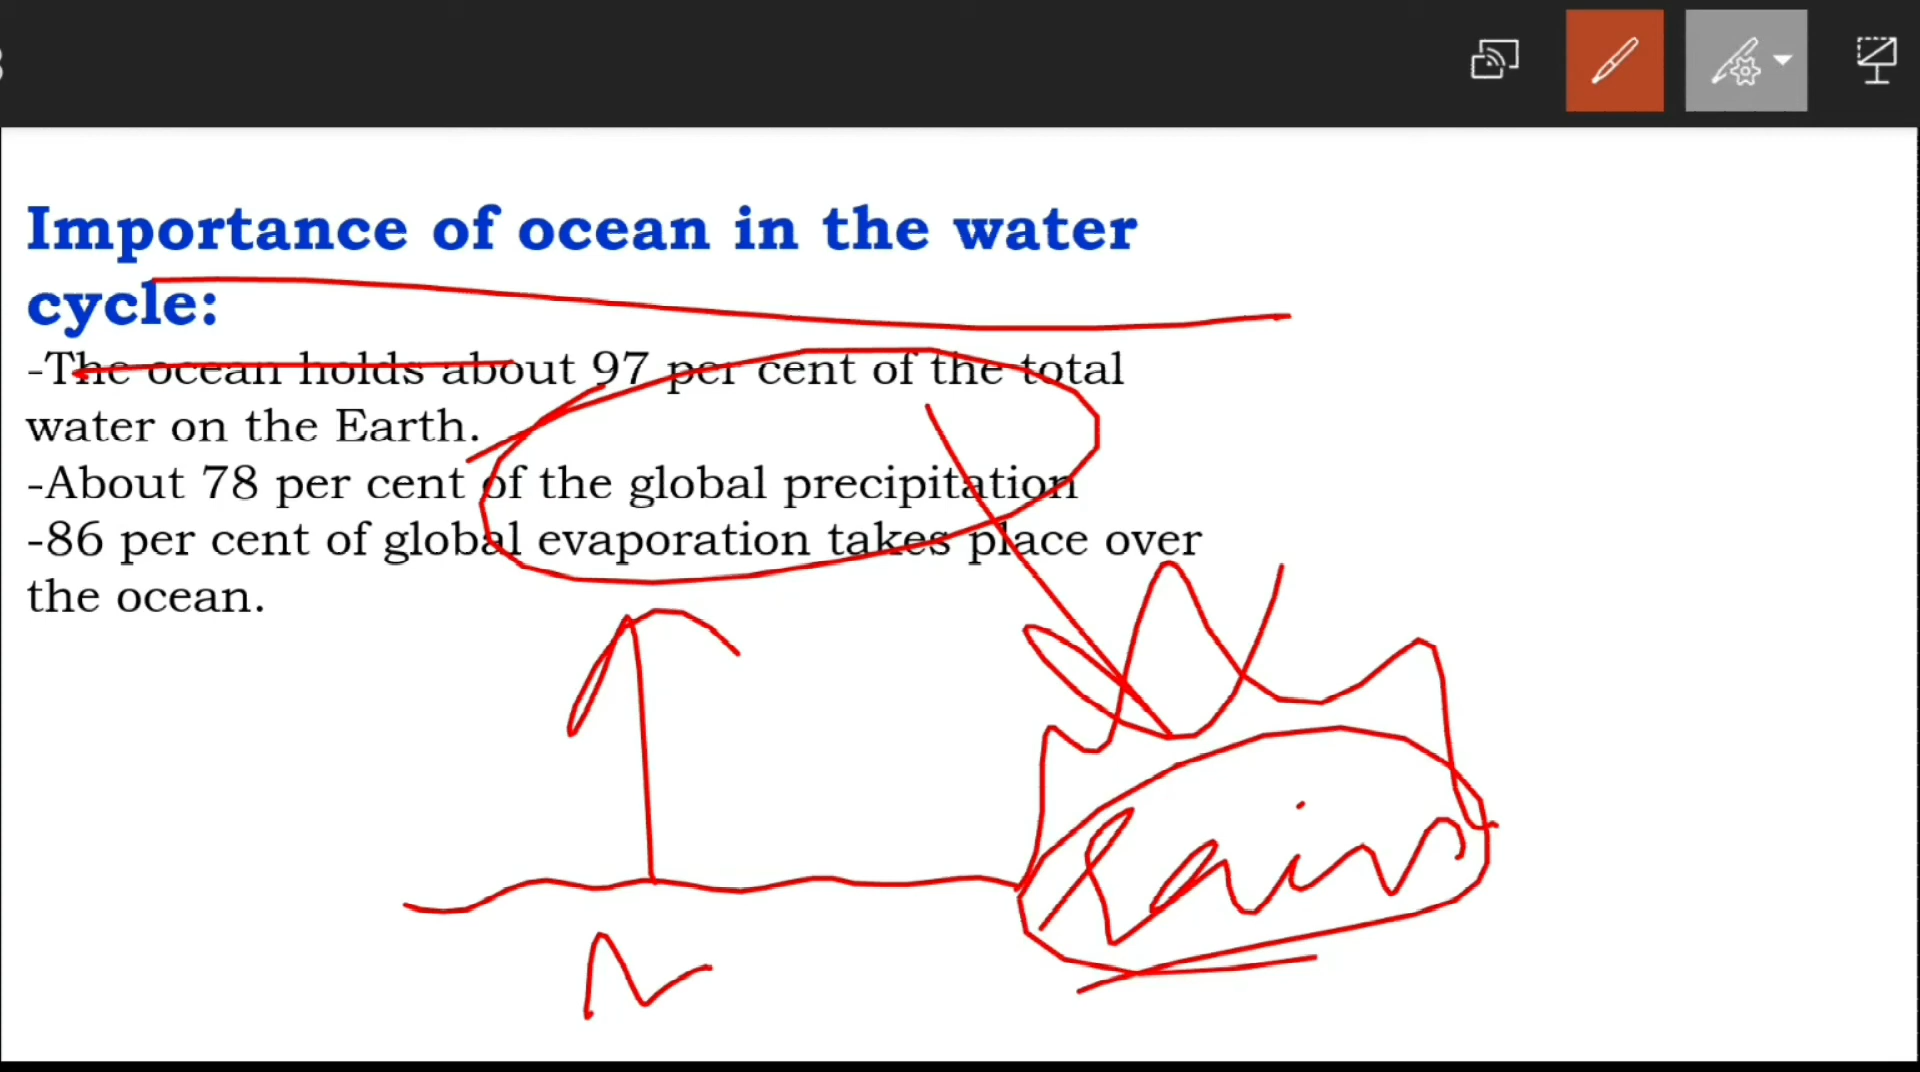 Importance of ocean in the water
cycle:
-The ocean holds about 97 per cent of the total
water on the Earth.
-About 78 per cent of the global precipitation
-86 per cent of global evaporation takes place over
the ocean.
Rain